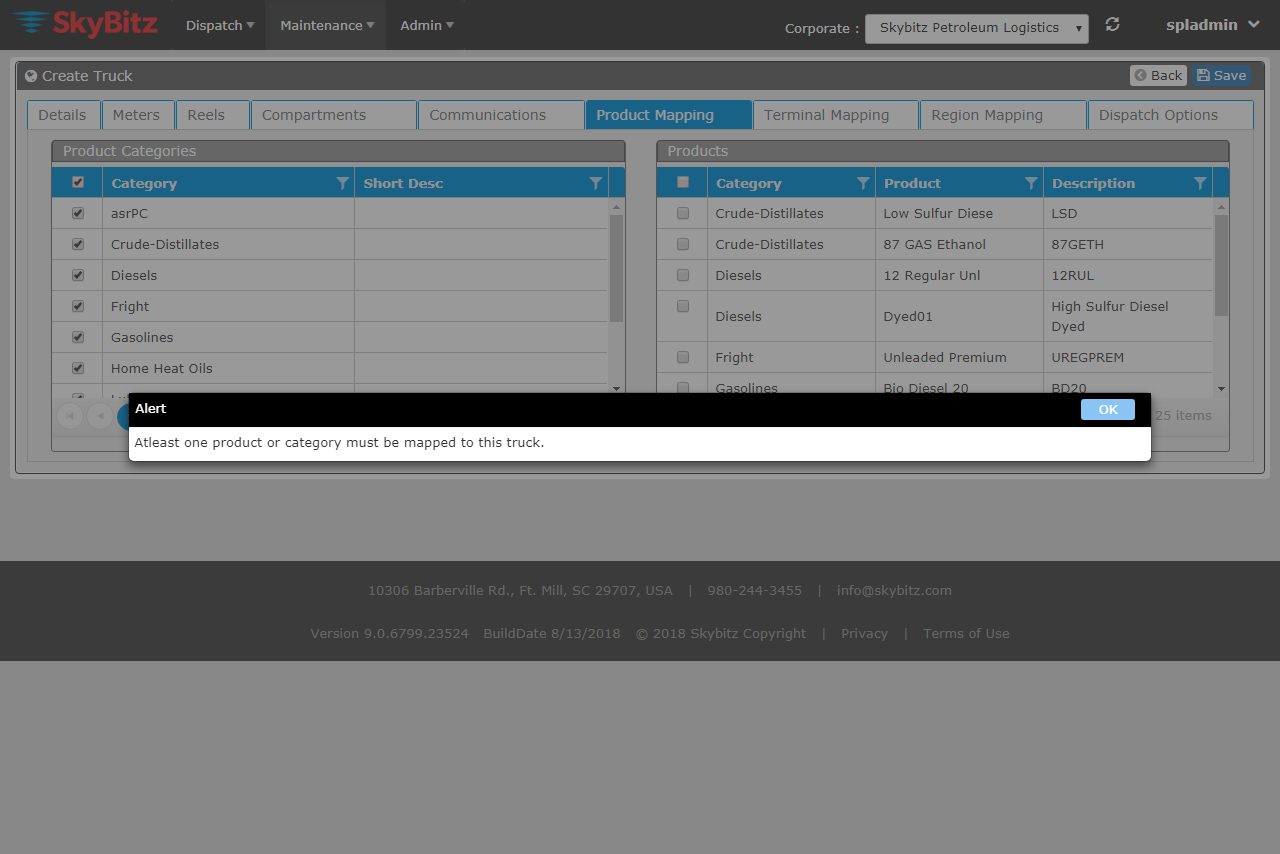 SkyBitz Dispatch Maintenance Admin Corporate : Skybitz Petroleum Logistics spladmin
Create Truck Back Save
Details Meters Reels Compartments Communications Product Mapping Terminal Mapping Region Mapping Dispatch Options
Product Categories
Category Short Desc
asrPC
Crude-Distillates
Diesels
Fright
Gasolines
Home Heat Oils
Products
Category Product Description
Crude-Distillates Low Sulfur Diese LSD
Crude-Distillates 87 GAS Ethanol 87GETH
Diesels 12 Regular Unl 12RUL
Diesels Dyed01 High Sulfur Diesel
Dyed
Fright Unleaded Premium UREGPREM
Gasolines Bio Diesel 20 BD20
25 items
Alert OK
Atleast one product or category must be mapped to this truck.
10306 Barberville Rd., Ft. Mill, SC 29707, USA | 980-244-3455 | info@skybitz.com
Version 9.0.6799.23524 BuildDate 8/13/2018 © 2018 Skybitz Copyright | Privacy | Terms of Use